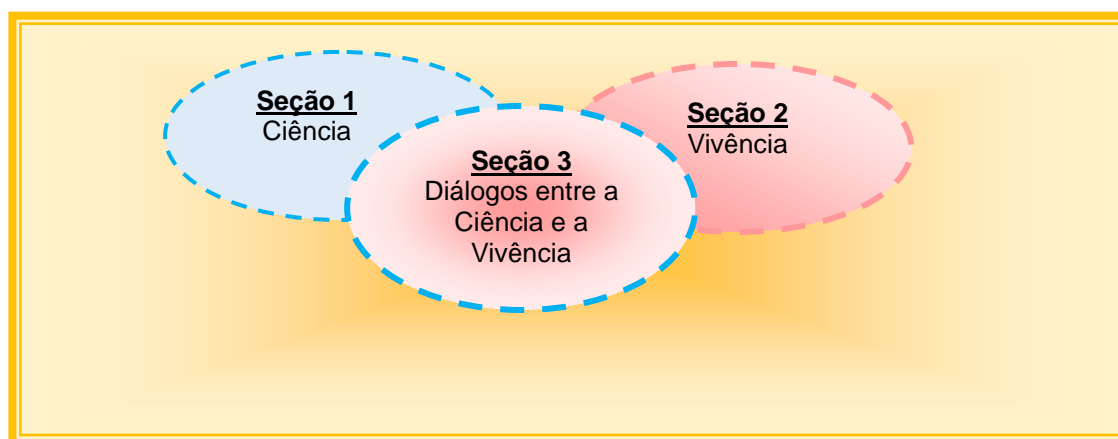 Seção 1
Ciência
Seção 2
Vivência
Seção 3
Diálogos entre a
Ciência e a
Vivência